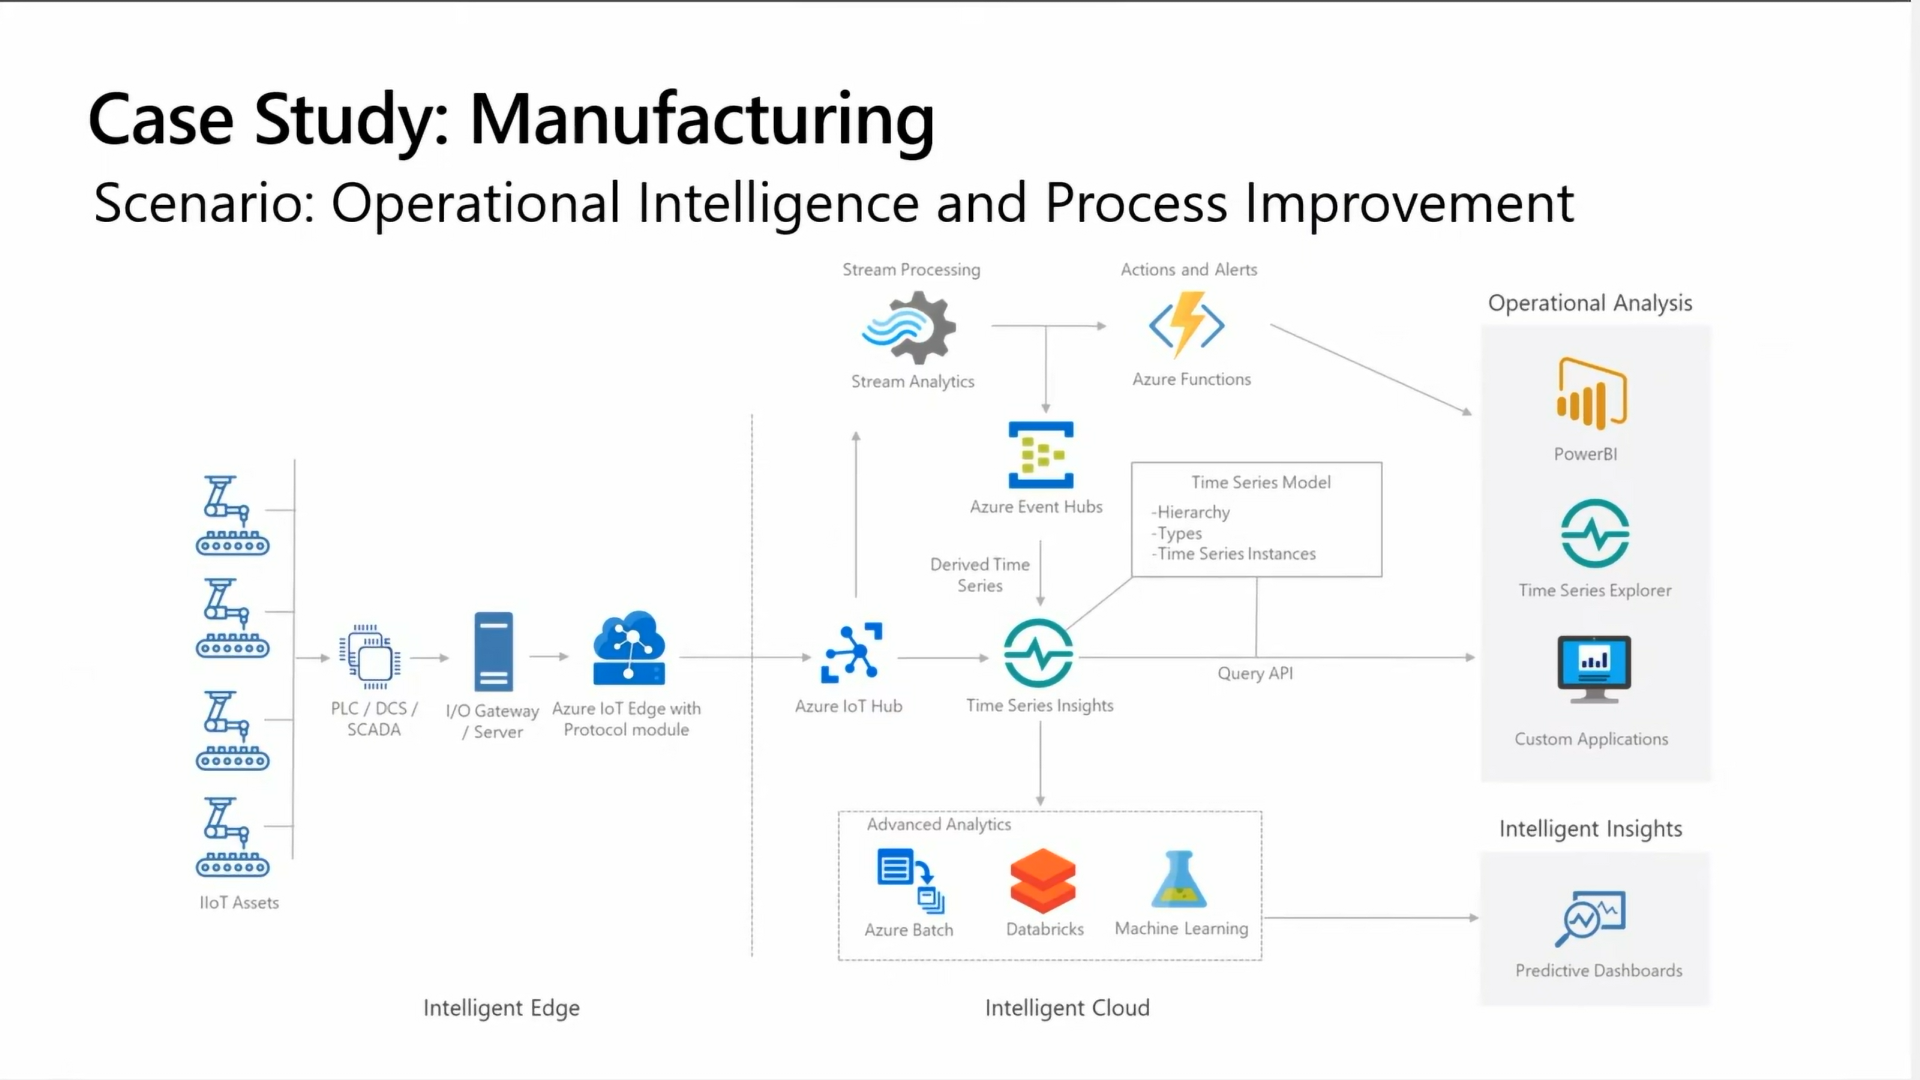 Case Study: Manufacturing
Scenario: Operational Intelligence and Process Improvement
Stream Processing
Stream Analytics
Actions and Alerts
Azure Functions
Azure Event Hubs
Derived Time
Series
Time Series Model
-Hierarchy
-Types
-Time Series Instances
IIoT Assets
PLC / DCS /
SCADA
I/O Gateway
/ Server
Azure IoT Edge with
Protocol module
Azure IoT Hub
Time Series Insights
Query API
Advanced Analytics
Azure Batch
Databricks
Machine Learning
Operational Analysis
PowerBI
Time Series Explorer
Custom Applications
Intelligent Insights
Predictive Dashboards
Intelligent Edge
Intelligent Cloud